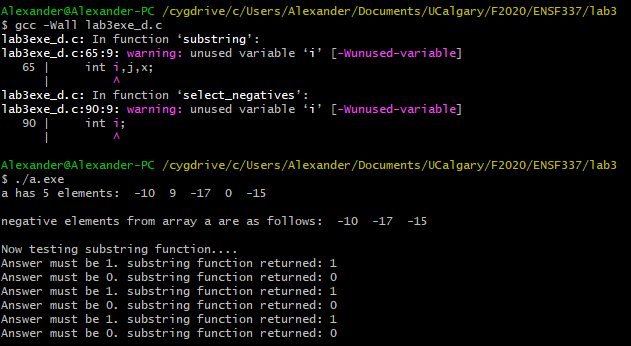 Alexander@Alexander-PC /cygdrive/c/Users/Alexander/Documents/UCalgary/F2020/ENSF337/lab3
$ gcc -Wall lab3exe_d.c
lab3exe_d.c: In function ‘substring’:
lab3exe_d.c:65:9: warning: unused variable ‘i’ [-Wunused-variable]
   65 |     int i,j,x;
      |         ^
lab3exe_d.c: In function ‘select_negatives’:
lab3exe_d.c:90:9: warning: unused variable ‘i’ [-Wunused-variable]
   90 |     int i;
      |         ^
Alexander@Alexander-PC /cygdrive/c/Users/Alexander/Documents/UCalgary/F2020/ENSF337/lab3
$ ./a.exe
a has 5 elements:  -10  9  -17  0  -15
negative elements from array a are as follows:  -10  -17  -15
Now testing substring function....
Answer must be 1. substring function returned: 1
Answer must be 0. substring function returned: 0
Answer must be 1. substring function returned: 1
Answer must be 0. substring function returned: 0
Answer must be 1. substring function returned: 1
Answer must be 0. substring function returned: 0